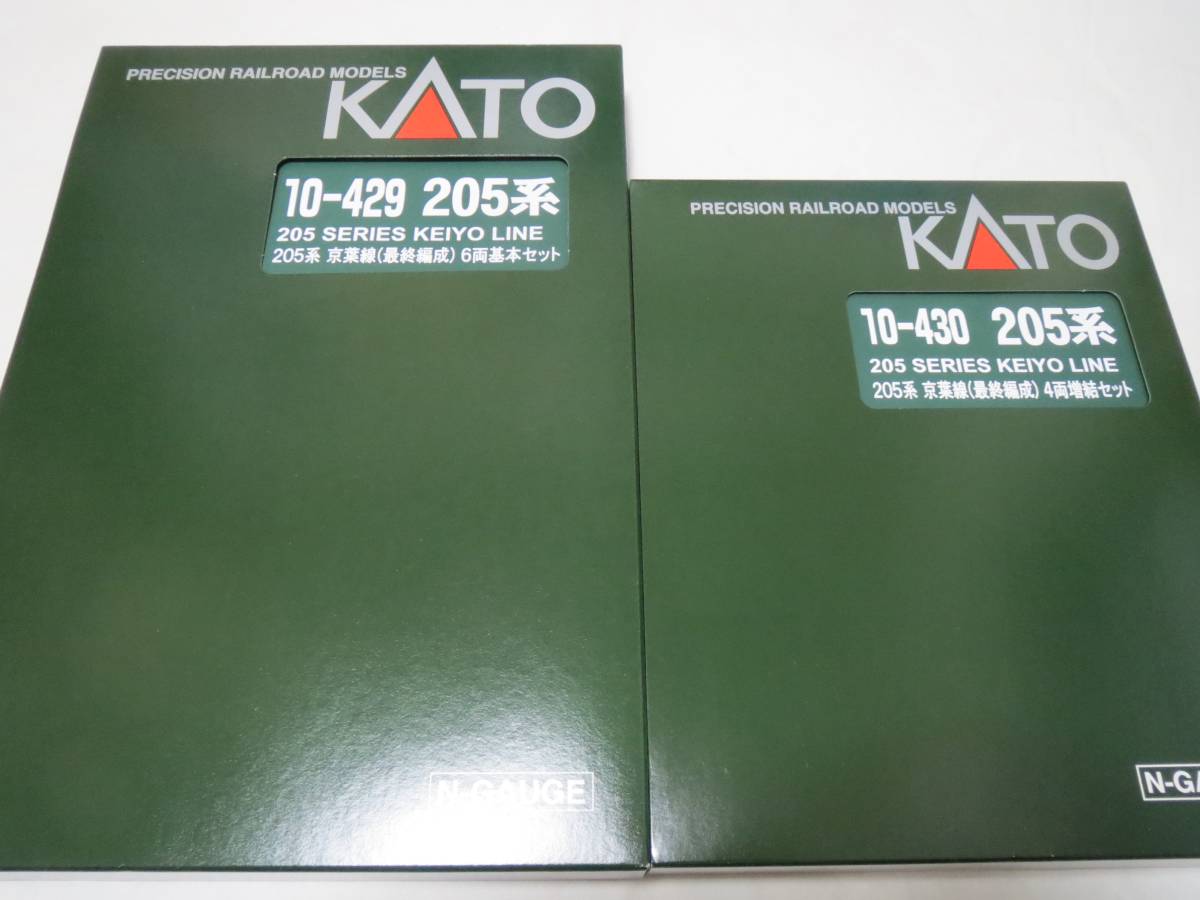 PRECISION RAILROAD MODELS
KATO
10-429 205系
205 SERIES KEIYO LINE
205系 京葉線(最終編成) 6両基本セット
N-GAUGE
PRECISION RAILROAD MODELS
KATO
10-430 205系
205 SERIES KEIYO LINE
205系 京葉線(最終編成) 4両増結セット
N-GA